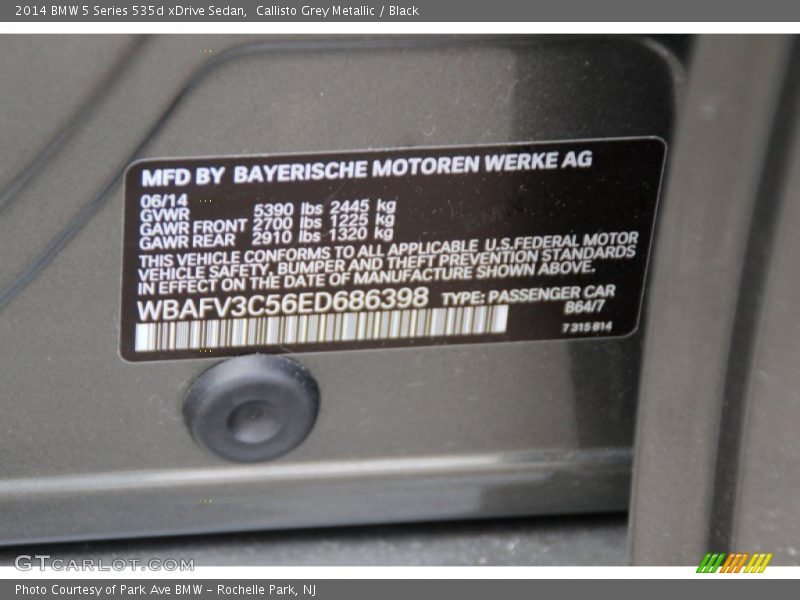 2014 BMW 5 Series 535d xDrive Sedan,  Callisto Grey Metallic / Black
MFD BY BAYERISCHE MOTOREN WERKE AG
06/14
GVWR 5390 lbs 2445 kg
GAWR FRONT 2700 lbs 1225 kg
GAWR REAR 2910 lbs 1320 kg
THIS VEHICLE CONFORMS TO ALL APPLICABLE U.S.FEDERAL MOTOR
VEHICLE SAFETY, BUMPER AND THEFT PREVENTION STANDARDS
IN EFFECT ON THE DATE OF MANUFACTURE SHOWN ABOVE.
WBAFV3C56ED686398 TYPE: PASSENGER CAR
B64/7
7 315 814
GTCARLOT.COM
Photo Courtesy of Park Ave BMW - Rochelle Park, NJ